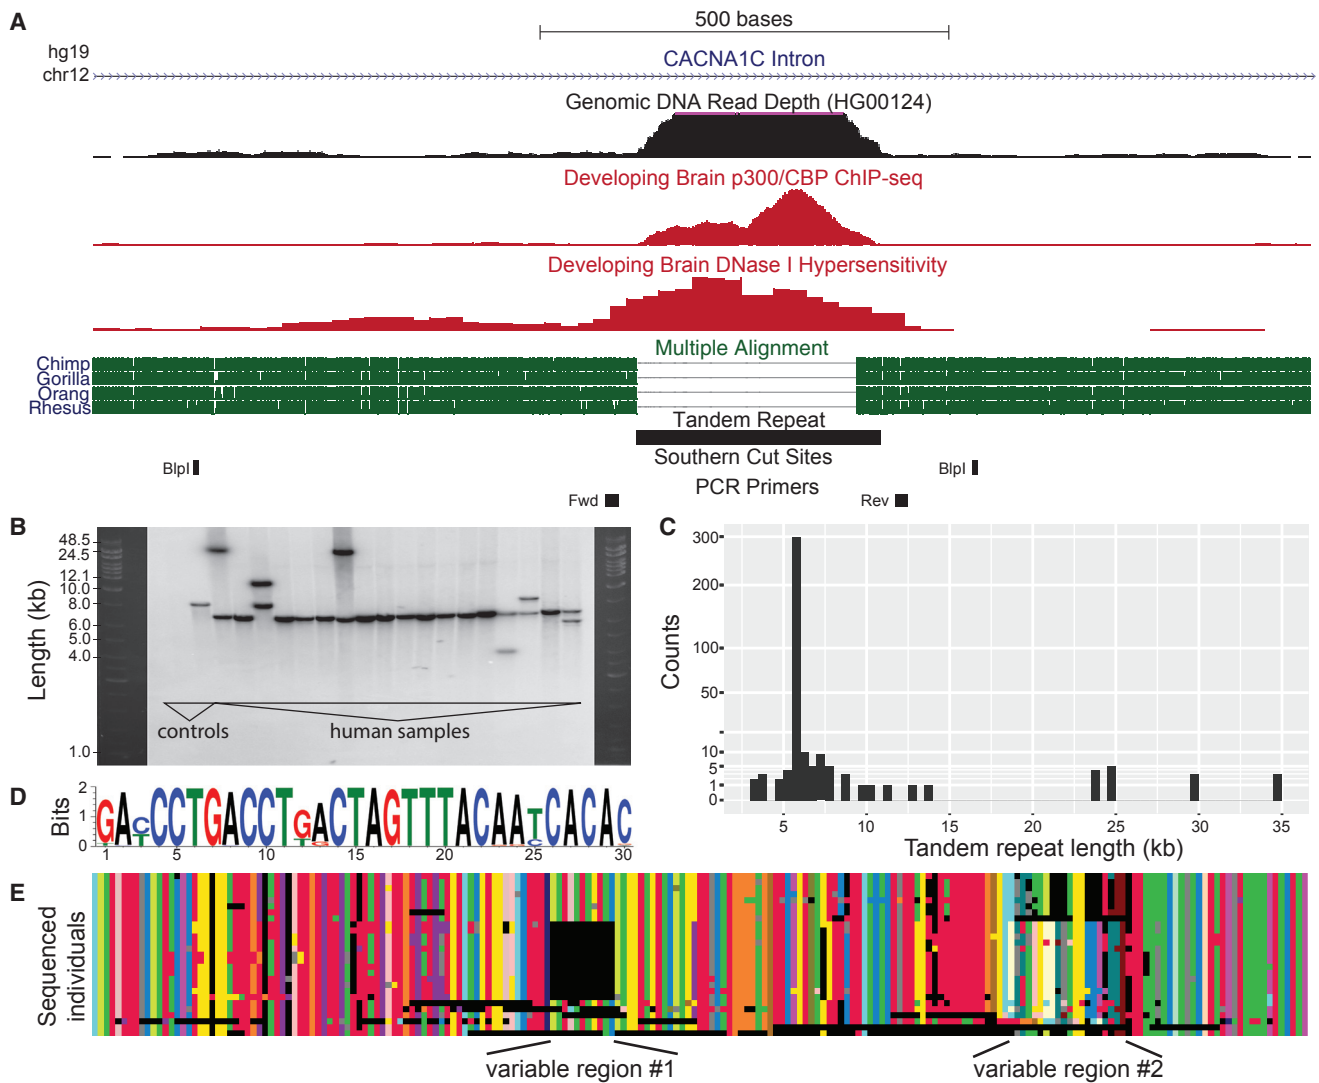 A
500 bases
hg19
CACNA1C Intron
chr12
Genomic DNA Read Depth (HG00124)
Developing Brain p300/CBP ChIP-seq
Developing Brain DNase I Hypersensitivity
Multiple Alignment
Chimp
Gorilla
Orang
Rhesus
Tandem Repeat
Southern Cut Sites
BlpI
BlpI
PCR Primers
Fwd
Rev
B
Length (kb)
48.5
24.5
12.1
10.0
8.0
6.0
5.0
4.0
1.0
controls
human samples
C
Counts
300
200
100
50
10
5
1
0
5 10 15 20 25 30 35
Tandem repeat length (kb)
D
Bits
2
1
0
GACCCTGACCTGACTAGTTTACAATCACAC
1 5 10 15 20 25 30
E
Sequenced
individuals
variable region #1
variable region #2